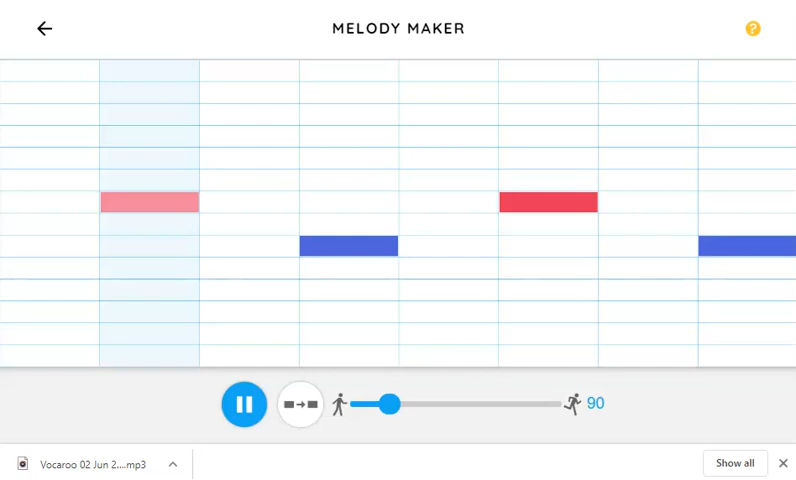 MELODY MAKER
?
90
Vocaroo 02 Jun 2....mp3
Show all